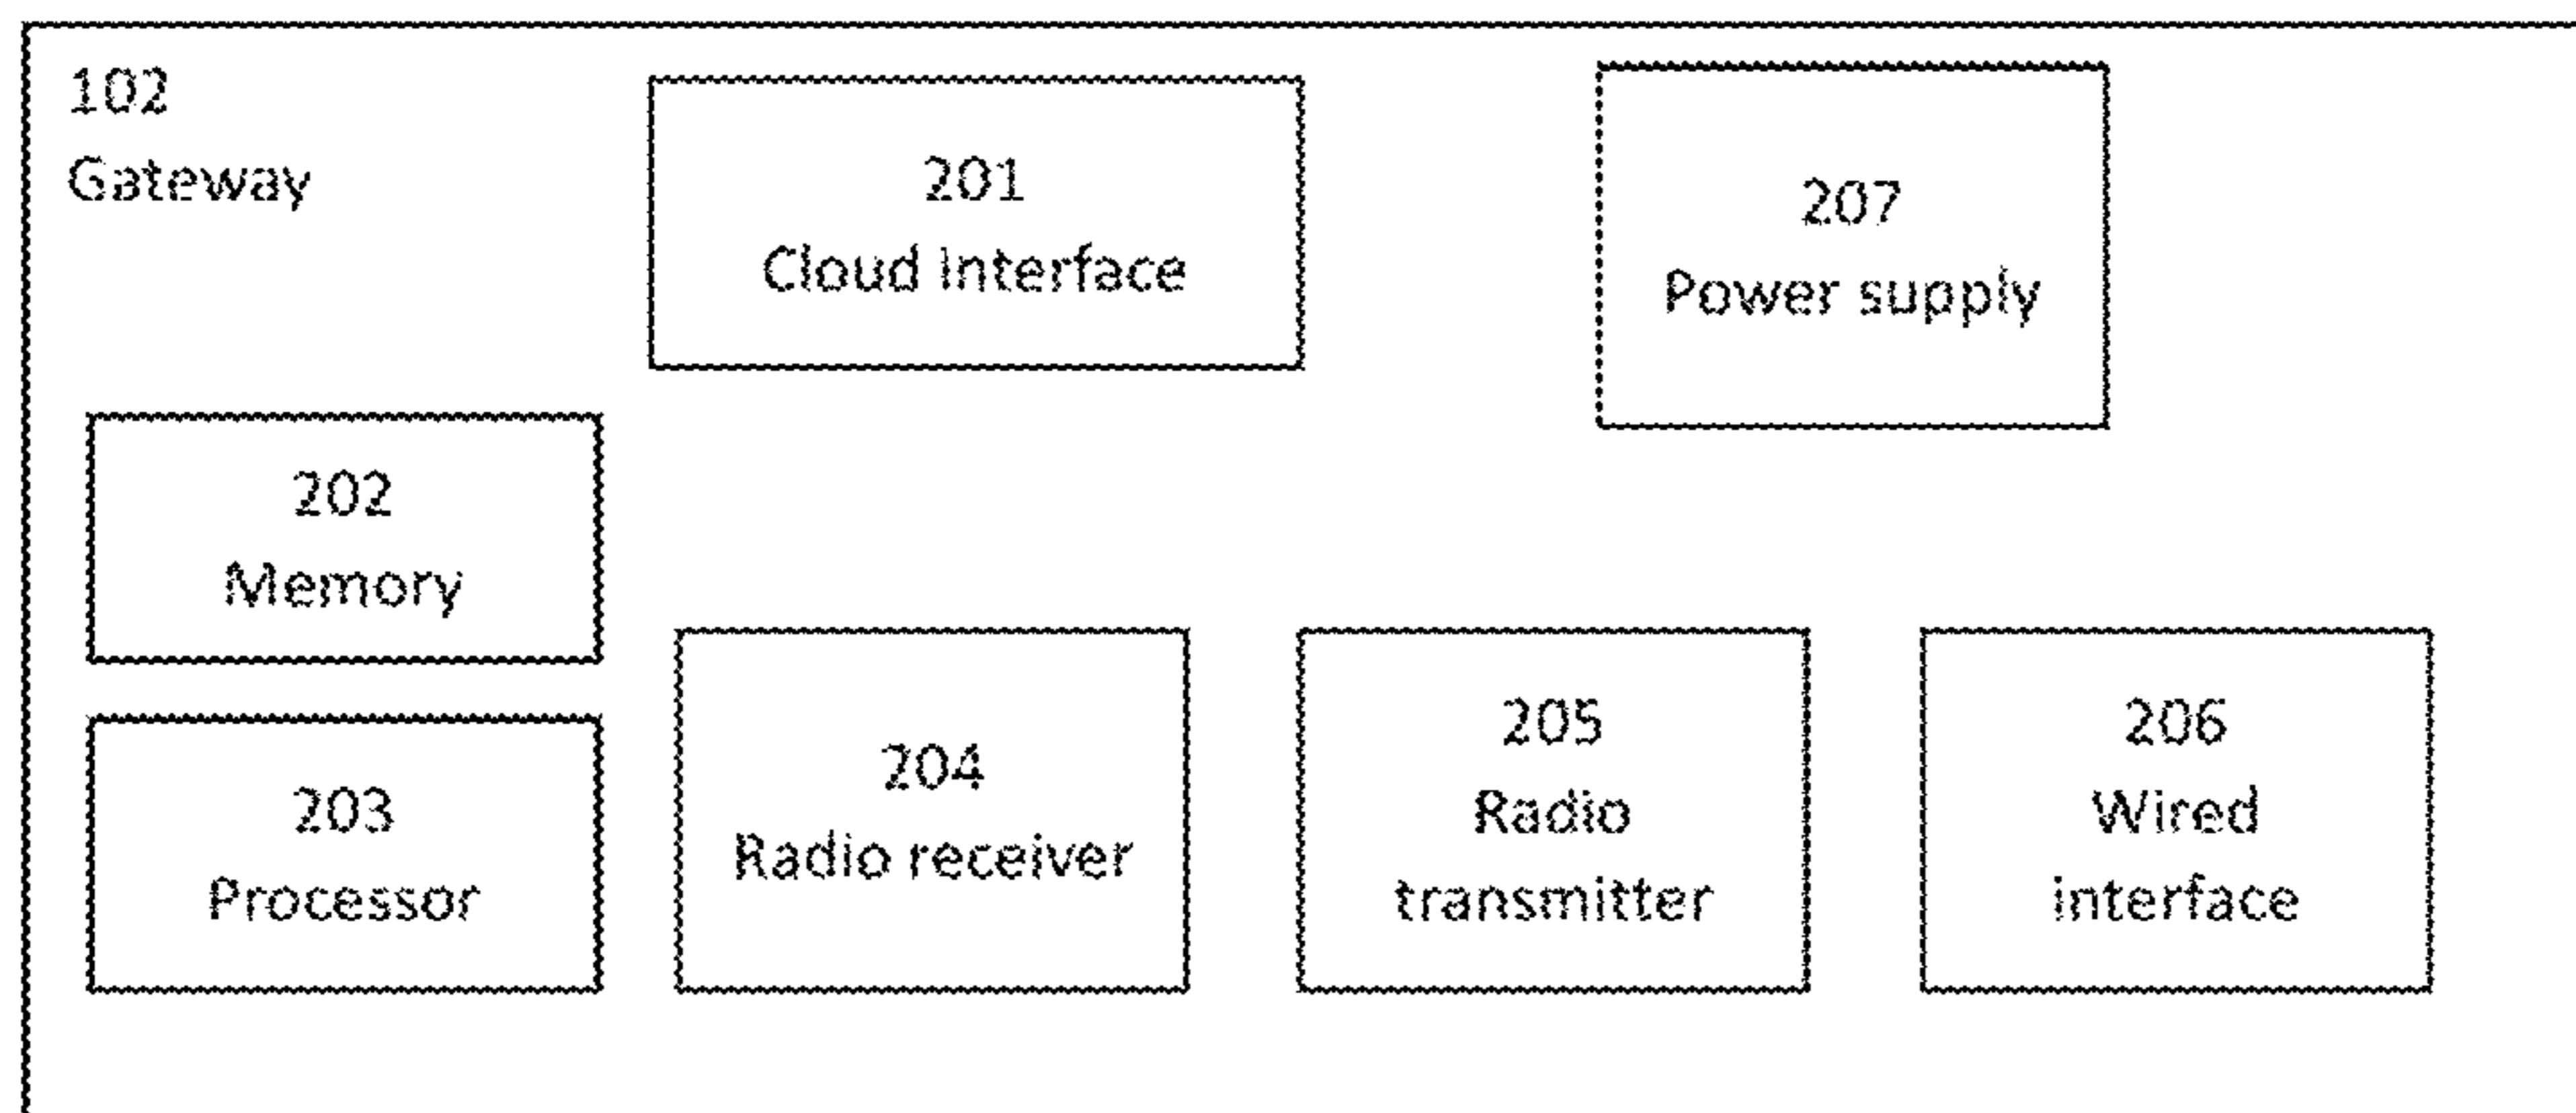 102
Gateway
201
Cloud interface
207
Power supply
202
Memory
203
Processor
204
Radio receiver
205
Radio
transmitter
206
Wired
interface